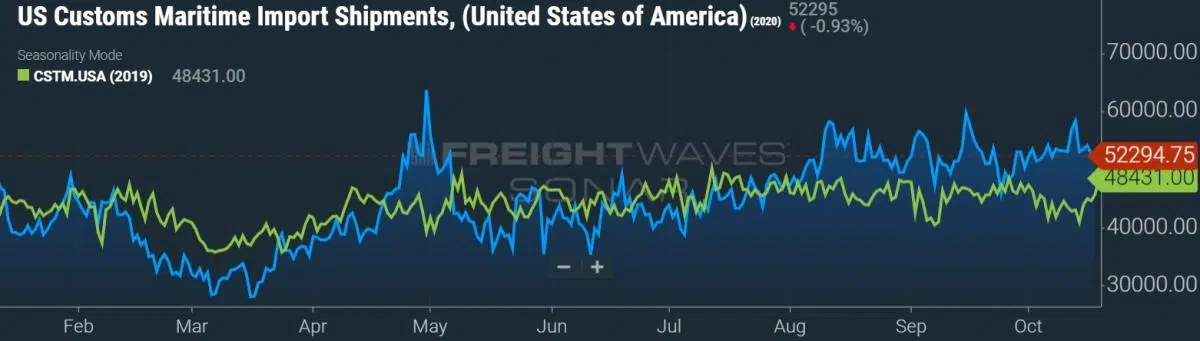 US Customs Maritime Import Shipments, (United States of America) (2020) 52295
( -0.93%)
Seasonality Mode
CSTM.USA (2019) 48431.00
70000.00
60000.00
FREIGHTWAVES
SONAR
52294.75
48431.00
40000.00
30000.00
− +
Feb Mar Apr May Jun Jul Aug Sep Oct